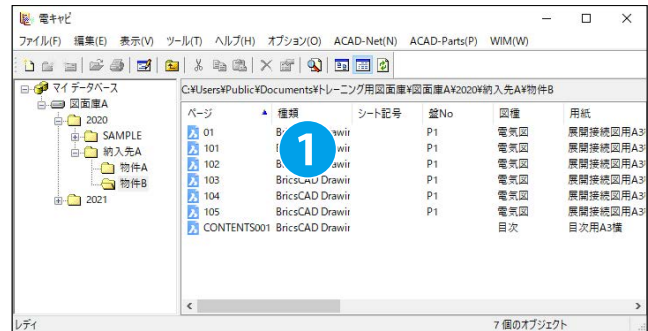 電キャビ
ファイル(F) 編集(E) 表示(V) ツール(T) ヘルプ(H) オプション(O) ACAD-Net(N) ACAD-Parts(P) WIM(W)
マイ データベース
図面庫A
2020
SAMPLE
納入先A
物件A
物件B
2021
C:¥Users¥Public¥Documents¥トレーニング用図面庫¥図面庫A¥2020¥納入先A¥物件B
ページ 種類 シート記号 盤No 図種 用紙
01 Drawir P1 電気図 展開接続図用A3
101 Drawir P1 電気図 展開接続図用A3
102 Drawir P1 電気図 展開接続図用A3
103 BricsCAD Drawir P1 電気図 展開接続図用A3
104 BricsCAD Drawir P1 電気図 展開接続図用A3
105 BricsCAD Drawir P1 電気図 展開接続図用A3
CONTENTS001 BricsCAD Drawir 目次 目次用A3横
1
レディ 7 個のオブジェクト